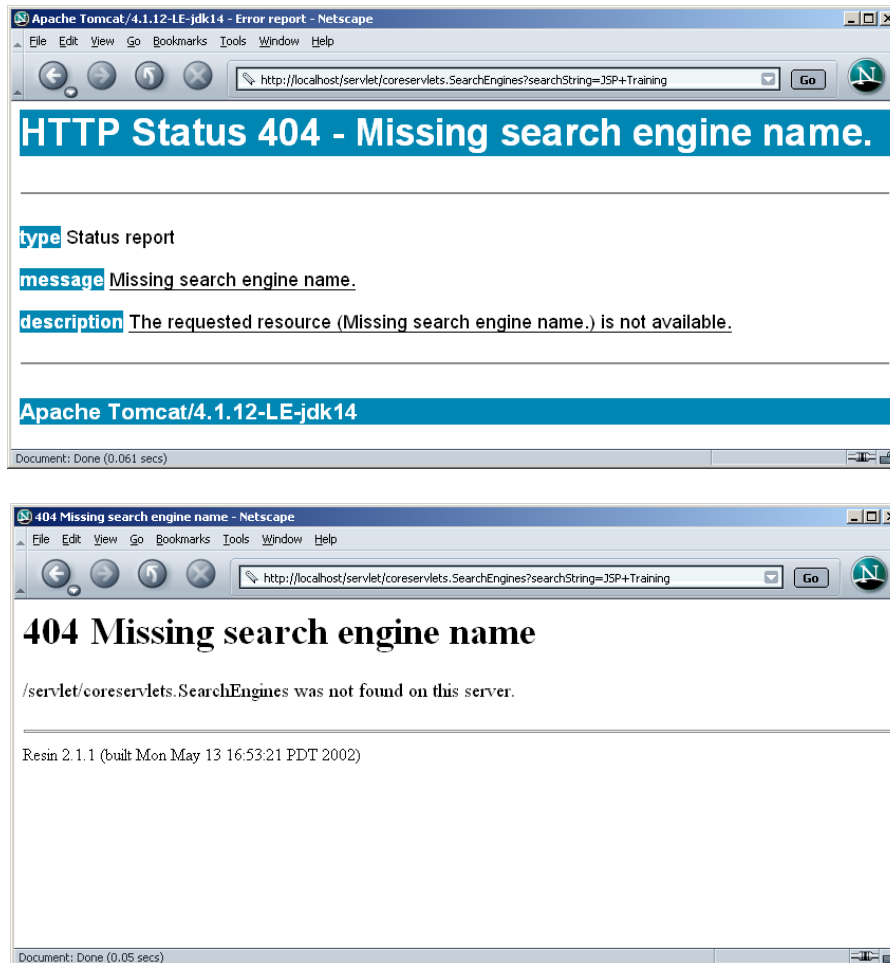 Apache Tomcat/4.1.12-LE-jdk14 - Error report - Netscape
File Edit View Go Bookmarks Tools Window Help
http://localhost/servlet/coreservlets.SearchEngines?searchString=JSP+Training Go N
HTTP Status 404 - Missing search engine name.
type Status report
message Missing search engine name.
description The requested resource (Missing search engine name.) is not available.
Apache Tomcat/4.1.12-LE-jdk14
Document: Done (0.061 secs)
404 Missing search engine name - Netscape
File Edit View Go Bookmarks Tools Window Help
http://localhost/servlet/coreservlets.SearchEngines?searchString=JSP+Training Go N
404 Missing search engine name
/servlet/coreservlets.SearchEngines was not found on this server.
Resin 2.1.1 (built Mon May 13 16:53:21 PDT 2002)
Document: Done (0.05 secs)